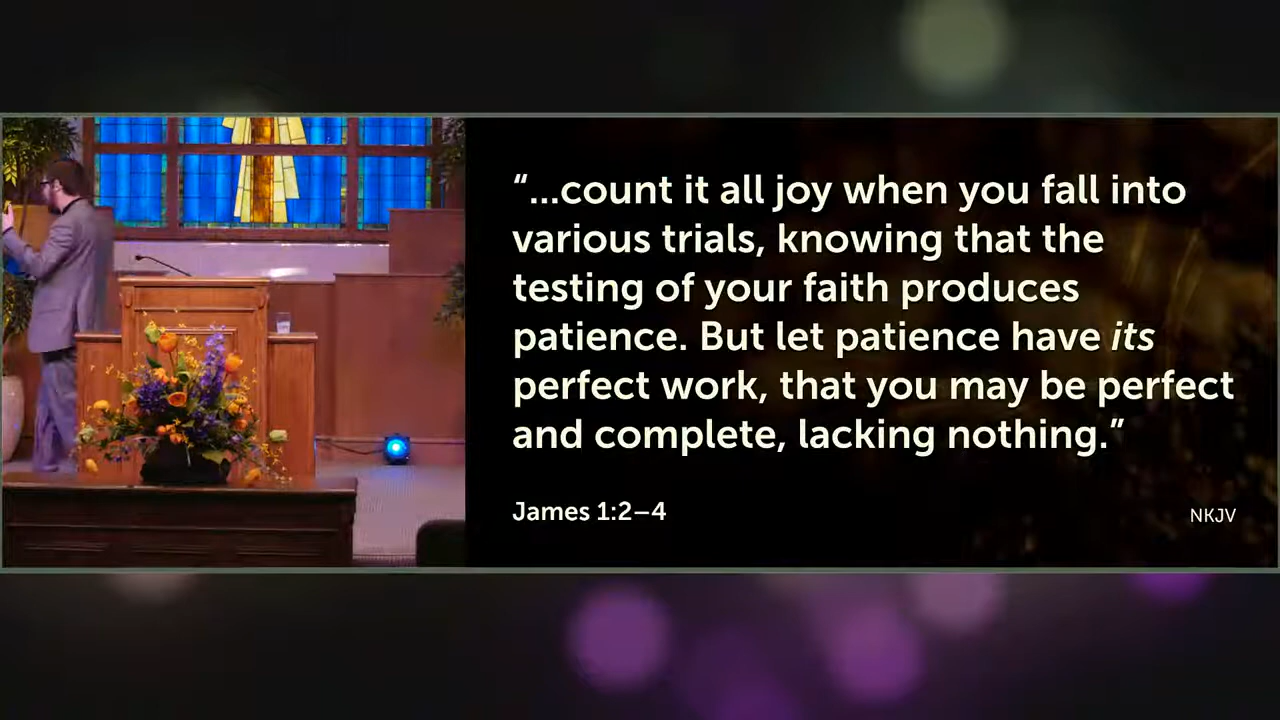 “...count it all joy when you fall into
various trials, knowing that the
testing of your faith produces
patience. But let patience have its
perfect work, that you may be perfect
and complete, lacking nothing.”
James 1:2–4
NKJV